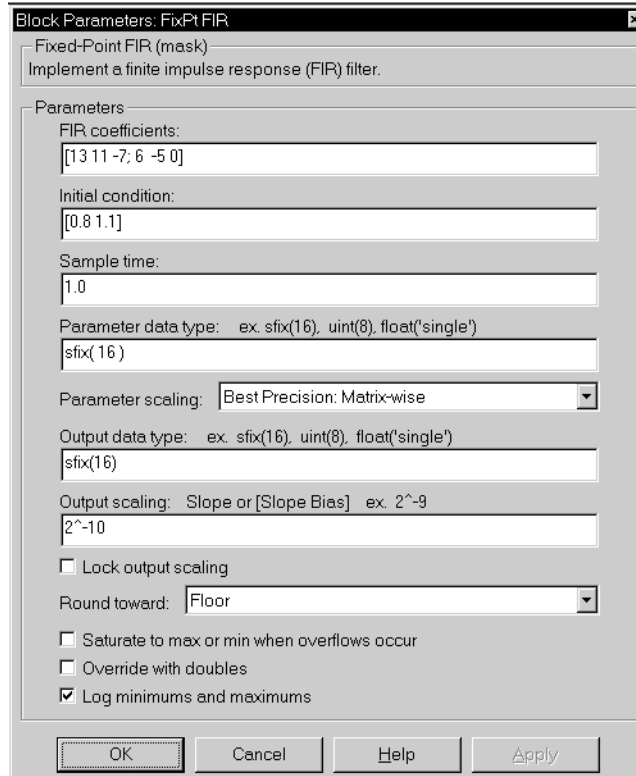 Block Parameters: FixPt FIR
Fixed-Point FIR (mask)
Implement a finite impulse response (FIR) filter.
Parameters
FIR coefficients:
[13 11 -7; 6 -5 0]
Initial condition:
[0.8 1.1]
Sample time:
1.0
Parameter data type: ex. sfix(16), uint(8), float('single')
sfix( 16 )
Parameter scaling: Best Precision: Matrix-wise
Output data type: ex. sfix(16), uint(8), float('single')
sfix(16)
Output scaling: Slope or [Slope Bias] ex. 2^-9
2^-10
Lock output scaling
Round toward: Floor
Saturate to max or min when overflows occur
Override with doubles
Log minimums and maximums
OK Cancel Help Apply